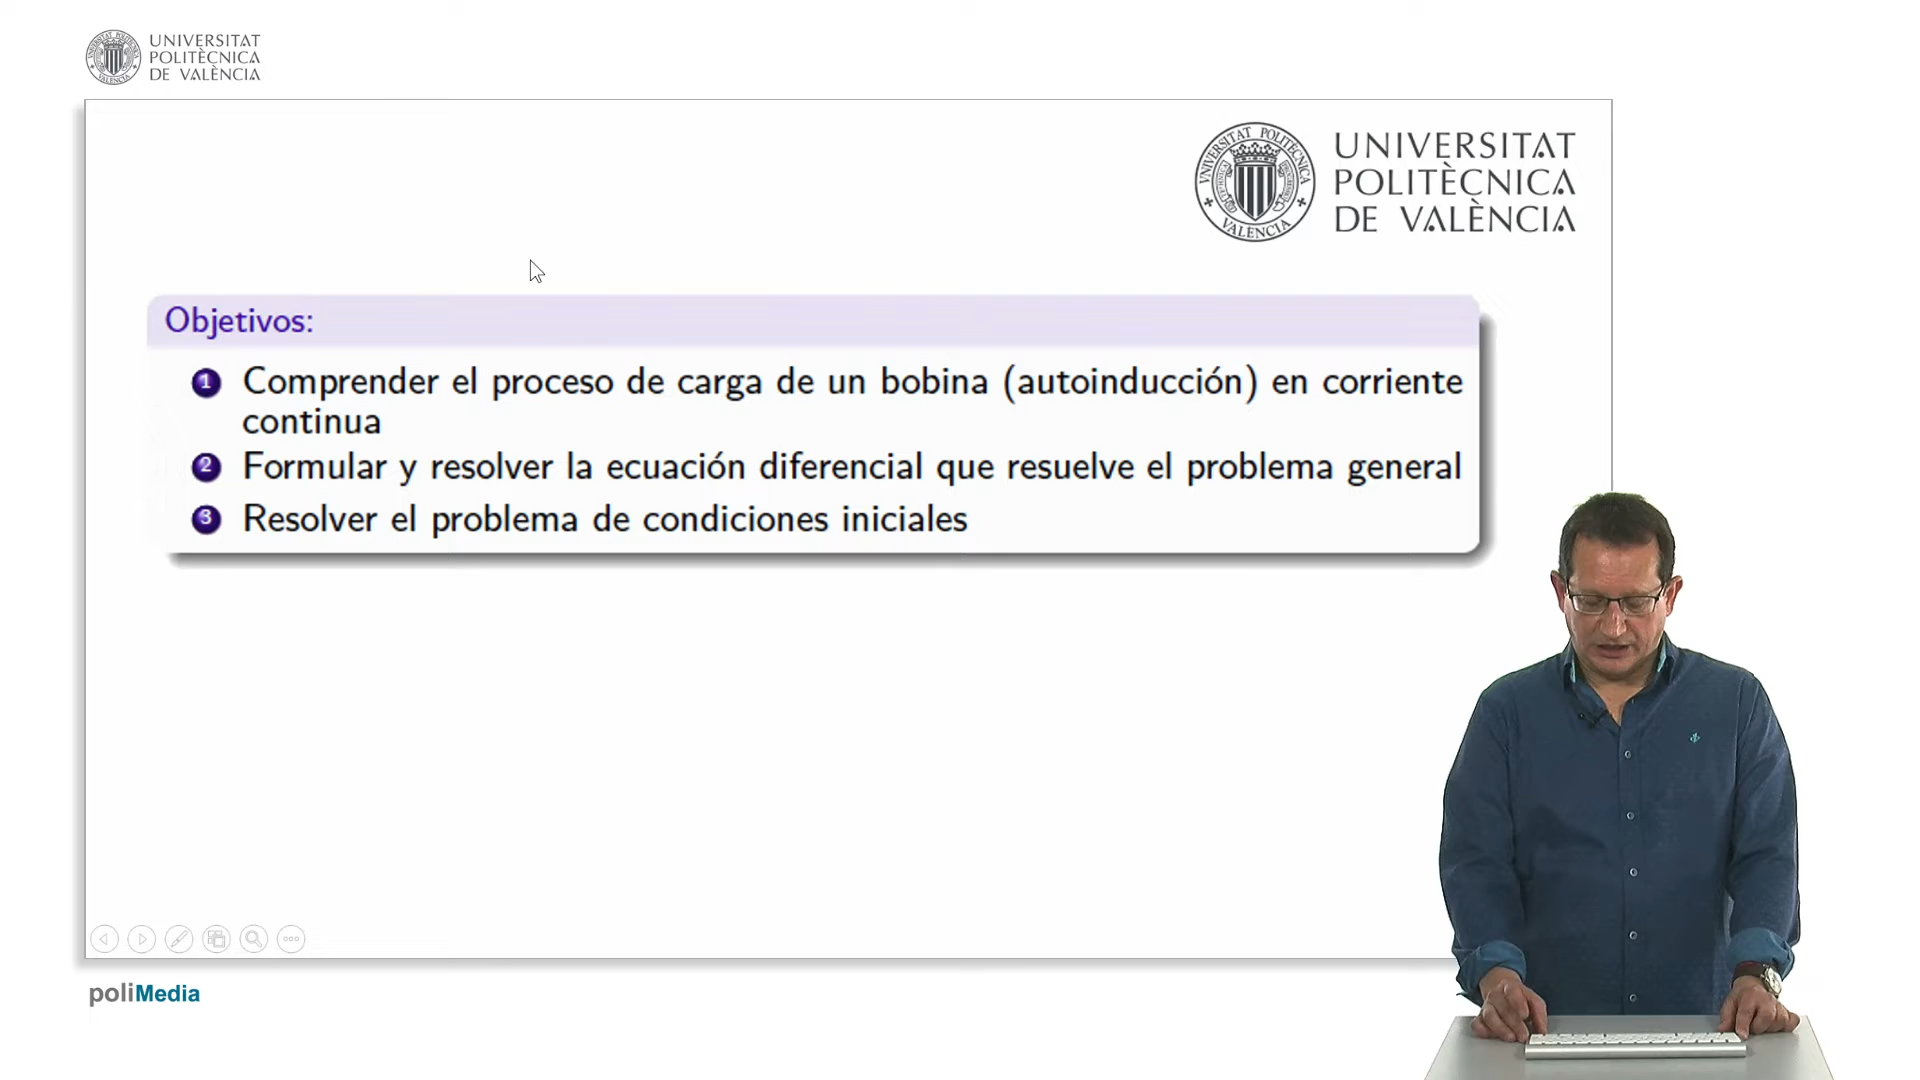 UNIVERSITAT
POLITÈCNICA
DE VALÈNCIA
UNIVERSITAT
POLITÈCNICA
DE VALÈNCIA
Objetivos:
1 Comprender el proceso de carga de un bobina (autoinducción) en corriente
continua
2 Formular y resolver la ecuación diferencial que resuelve el problema general
3 Resolver el problema de condiciones iniciales
poliMedia